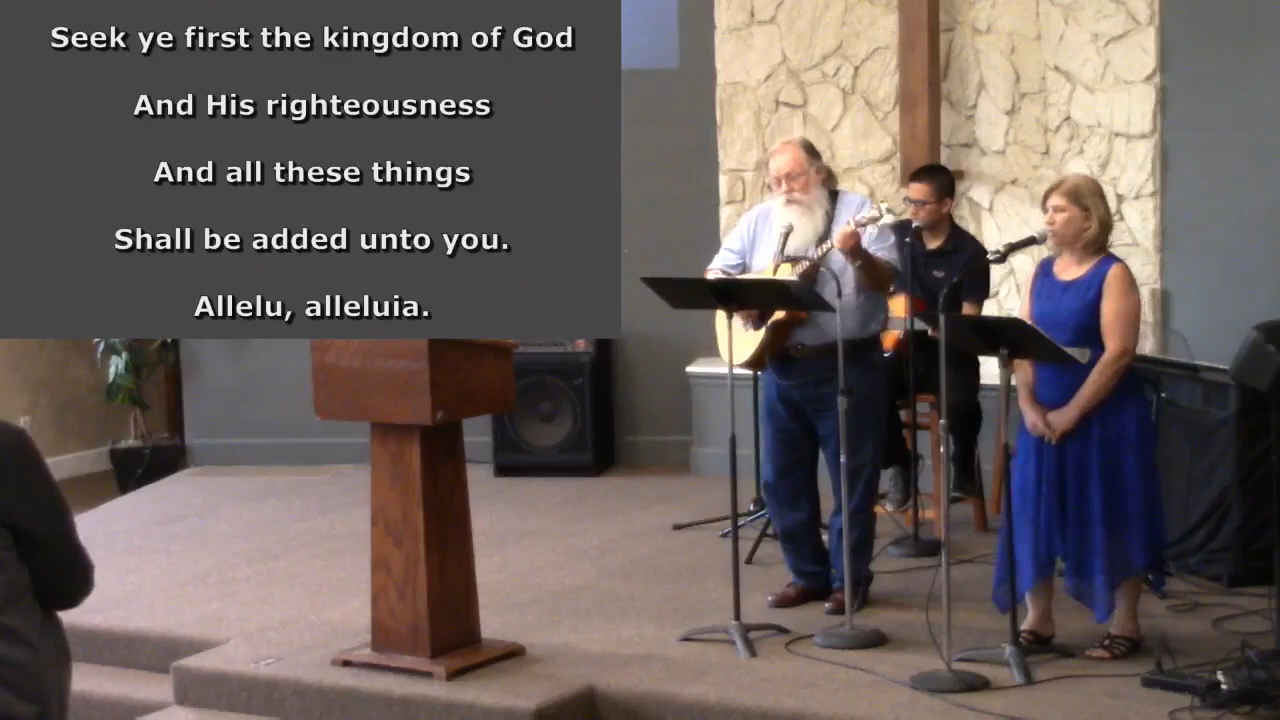 Seek ye first the kingdom of God
And His righteousness
And all these things
Shall be added unto you.
Allelu, alleluia.